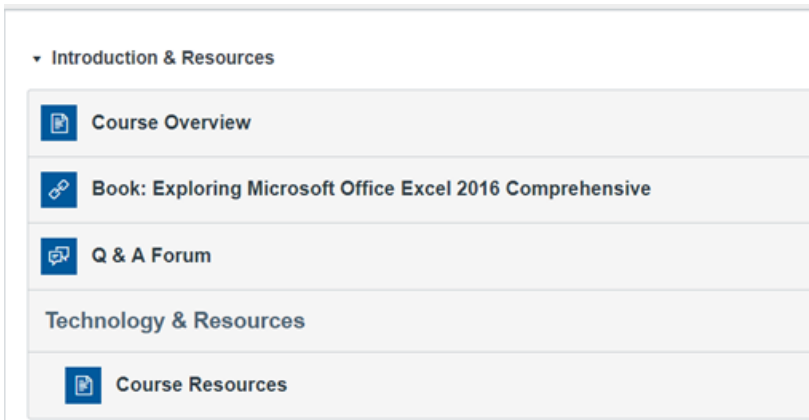 Introduction & Resources
Course Overview
Book: Exploring Microsoft Office Excel 2016 Comprehensive
Q & A Forum
Technology & Resources
Course Resources